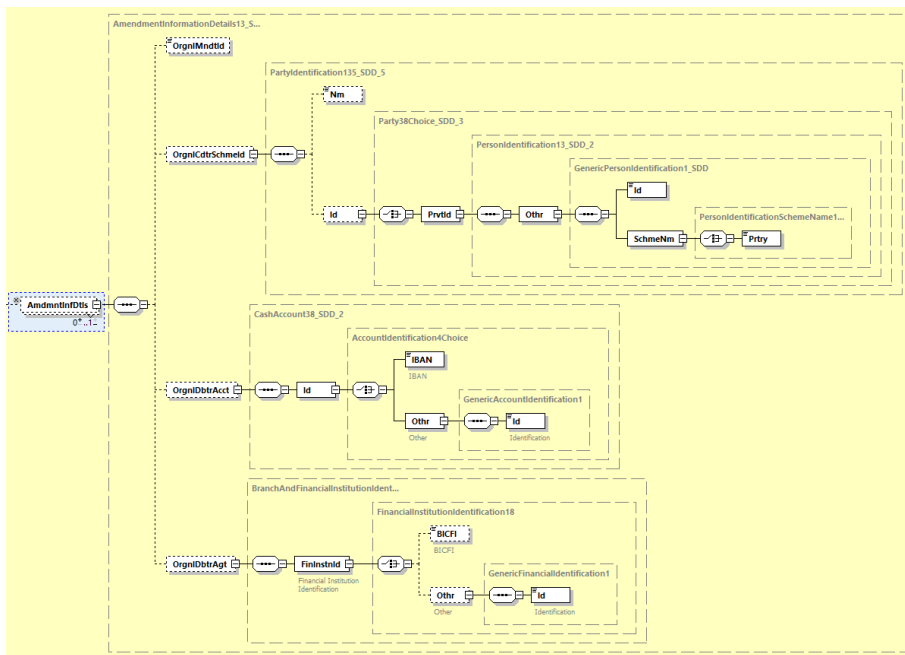 AmendmentInformationDetails13_S...
OrgnlMndtId
PartyIdentification135_SDD_5
Nm
Party38Choice_SDD_3
PersonIdentification13_SDD_2
GenericPersonIdentification1_SDD
OrgnlCdtrSchmeId
Id
Id
PrvtId
Othr
PersonIdentificationSchemeName1...
SchmeNm
Prtry
AmdmntInfDtls
0..1
CashAccount38_SDD_2
AccountIdentification4Choice
IBAN
IBAN
OrgnlDbtrAcct
Id
GenericAccountIdentification1
Othr
Id
Other
Identification
BranchAndFinancialInstitutionIdent...
FinancialInstitutionIdentification18
BICFI
BICFI
OrgnlDbtrAgt
FinInstnId
Financial Institution
Identification
GenericFinancialIdentification1
Othr
Id
Other
Identification